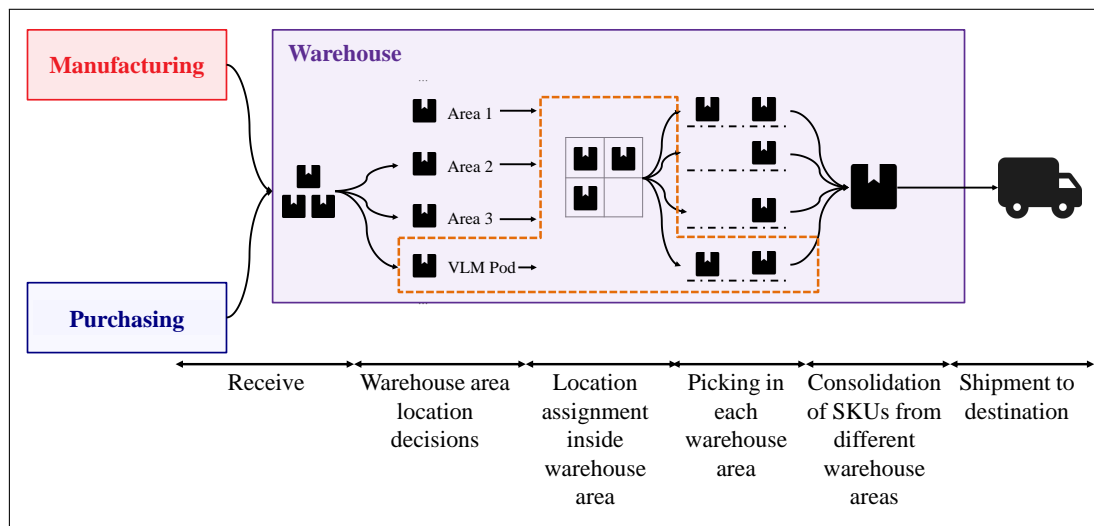 Manufacturing
Warehouse
...
Area 1
Area 2
Area 3
VLM Pod
...
Purchasing
Receive
Warehouse area
location
decisions
Location
assignment
inside
warehouse
area
Picking in
each
warehouse
area
Consolidation
of SKUs from
different
warehouse
areas
Shipment to
destination